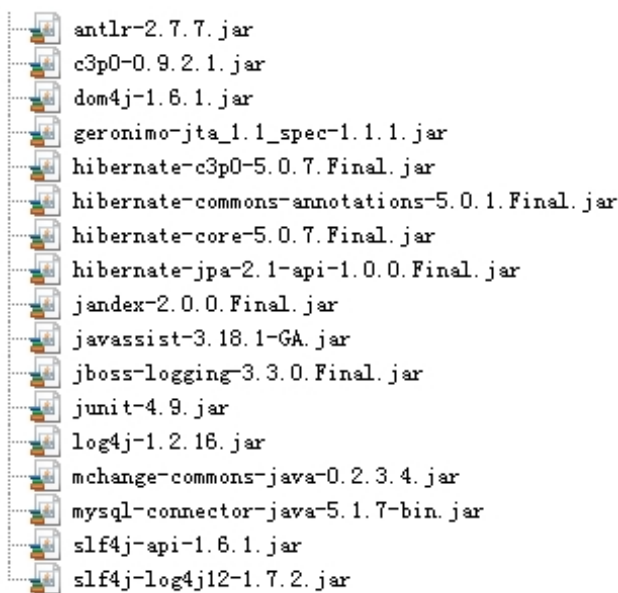 antlr-2.7.7.jar
c3p0-0.9.2.1.jar
dom4j-1.6.1.jar
geronimo-jta_1.1_spec-1.1.1.jar
hibernate-c3p0-5.0.7.Final.jar
hibernate-commons-annotations-5.0.1.Final.jar
hibernate-core-5.0.7.Final.jar
hibernate-jpa-2.1-api-1.0.0.Final.jar
jandex-2.0.0.Final.jar
javassist-3.18.1-GA.jar
jboss-logging-3.3.0.Final.jar
junit-4.9.jar
log4j-1.2.16.jar
mchange-commons-java-0.2.3.4.jar
mysql-connector-java-5.1.7-bin.jar
slf4j-api-1.6.1.jar
slf4j-log4j12-1.7.2.jar